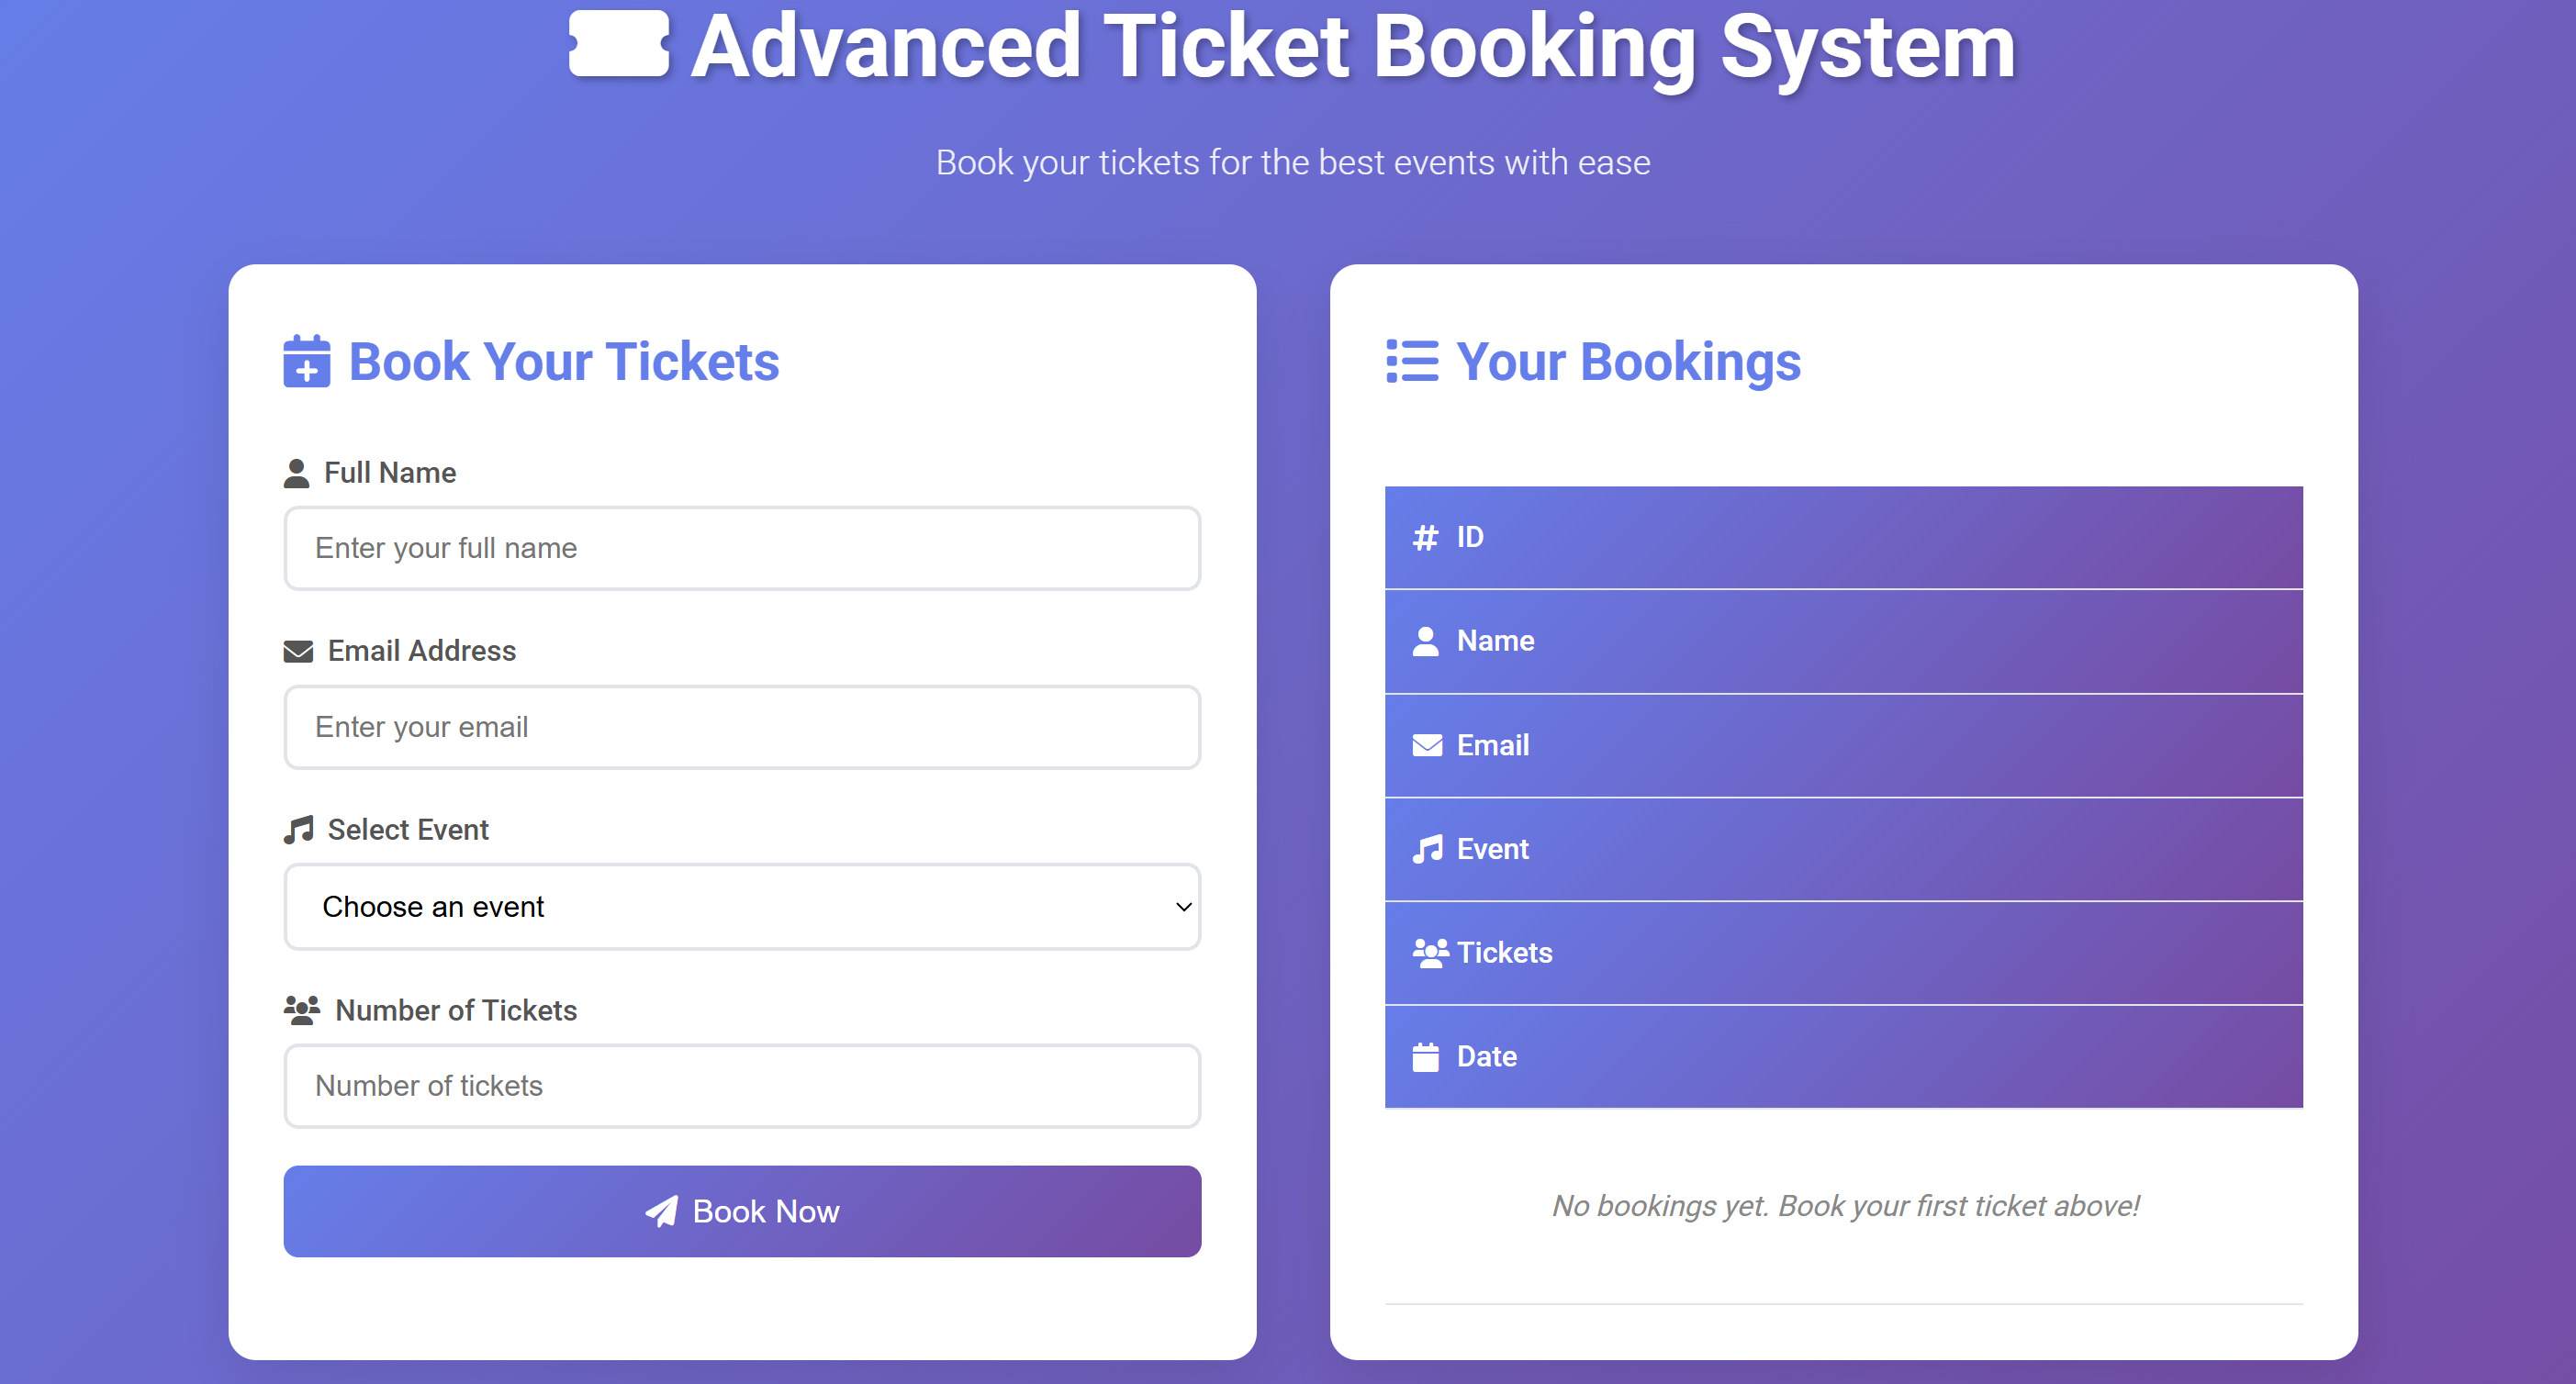 Advanced Ticket Booking System
Book your tickets for the best events with ease
Book Your Tickets
Full Name
Enter your full name
Email Address
Enter your email
Select Event
Choose an event
Number of Tickets
Number of tickets
Book Now
Your Bookings
# ID
Name
Email
Event
Tickets
Date
No bookings yet. Book your first ticket above!